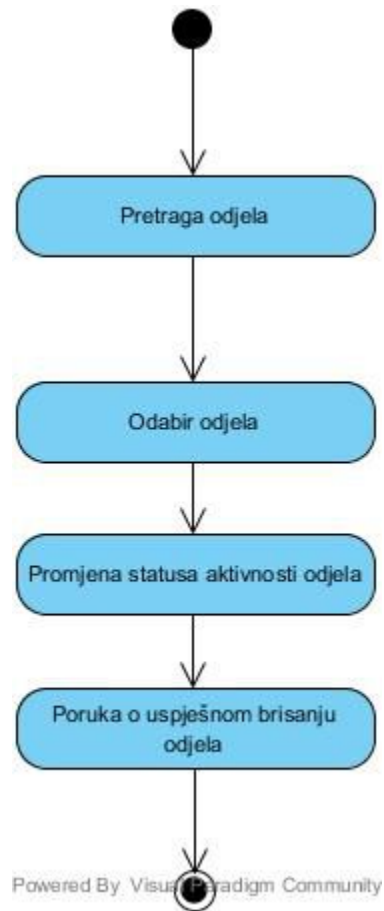 Pretraga odjela
Odabir odjela
Promjena statusa aktivnosti odjela
Poruka o uspješnom brisanju
odjela
Powered By Visual Paradigm Community